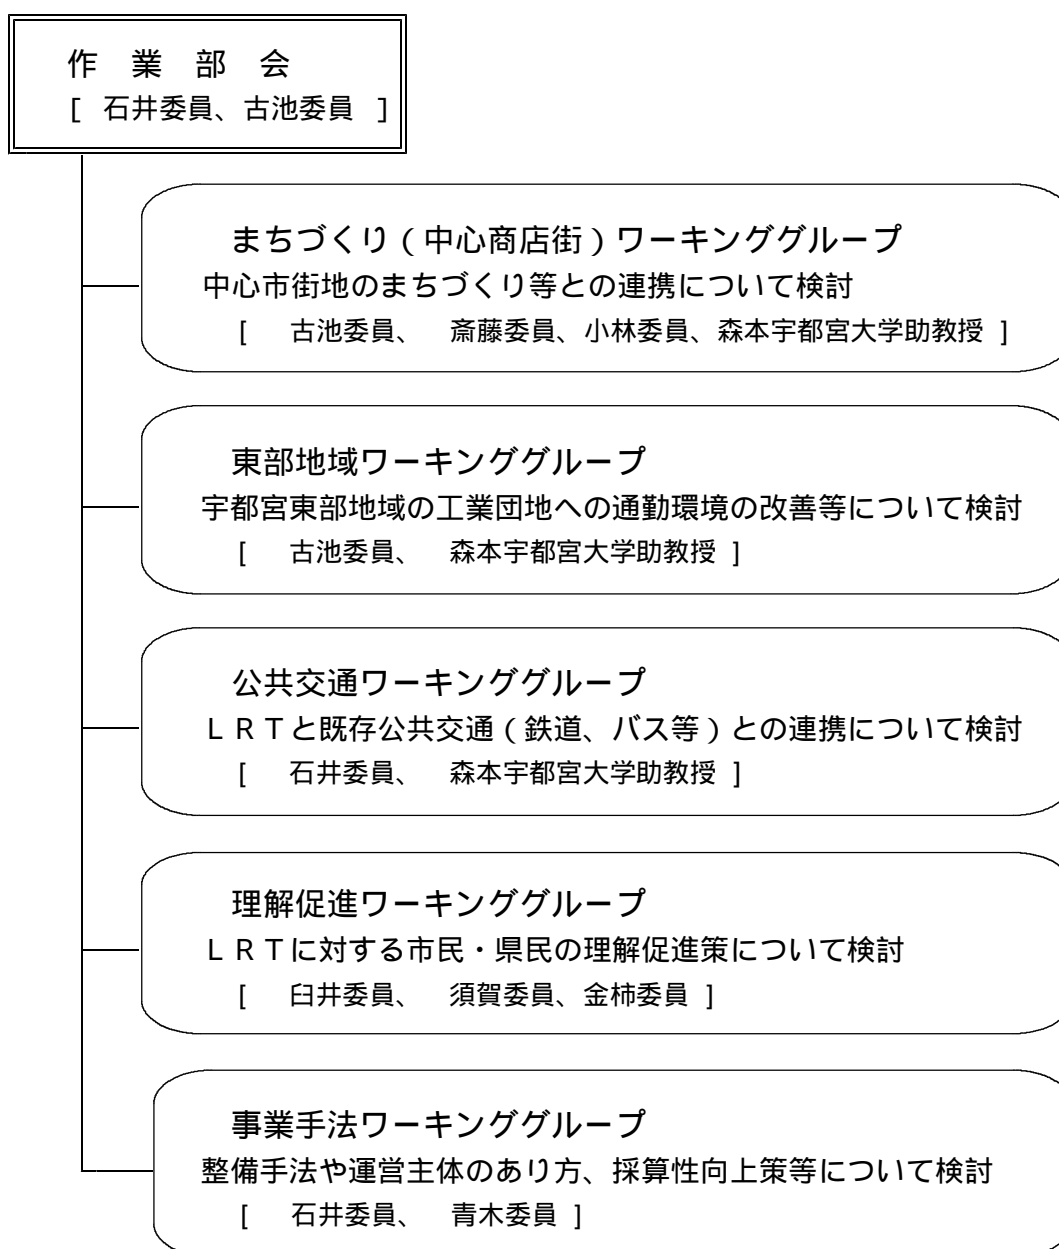 作 業 部 会
[ 石井委員、古池委員 ]
まちづくり（中心商店街）ワーキンググループ
中心市街地のまちづくり等との連携について検討
[ 古池委員、 斎藤委員、小林委員、森本宇都宮大学助教授 ]
東部地域ワーキンググループ
宇都宮東部地域の工業団地への通勤環境の改善等について検討
[ 古池委員、 森本宇都宮大学助教授 ]
公共交通ワーキンググループ
ＬＲＴと既存公共交通（鉄道、バス等）との連携について検討
[ 石井委員、 森本宇都宮大学助教授 ]
理解促進ワーキンググループ
ＬＲＴに対する市民・県民の理解促進策について検討
[ 臼井委員、 須賀委員、金柿委員 ]
事業手法ワーキンググループ
整備手法や運営主体のあり方、採算性向上策等について検討
[ 石井委員、 青木委員 ]